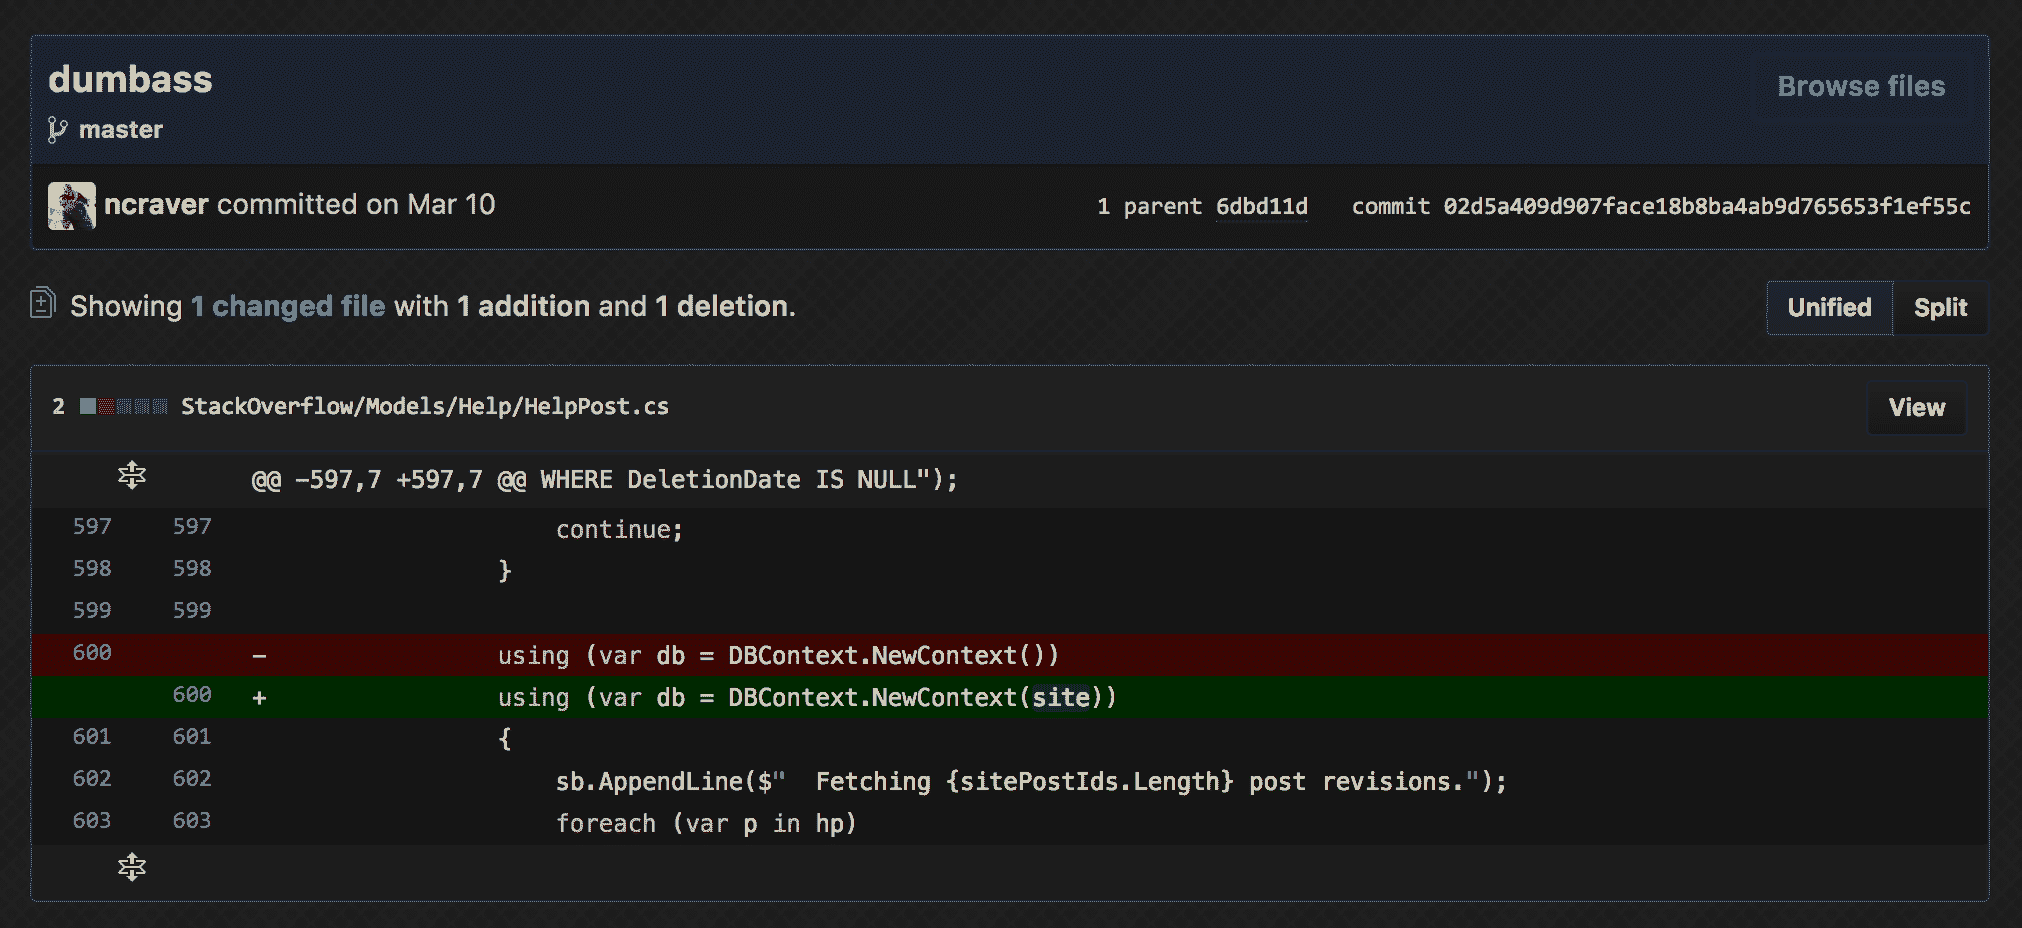 dumbass
Browse files
master
ncraver committed on Mar 10
1 parent 6dbd11d commit 02d5a409d907face18b8ba4ab9d765653f1ef55c
Showing 1 changed file with 1 addition and 1 deletion.
Unified Split
2 StackOverflow/Models/Help/HelpPost.cs
View
@@ -597,7 +597,7 @@ WHERE DeletionDate IS NULL");
597 597 continue;
598 598 }
599 599
600 - using (var db = DBContext.NewContext())
600 + using (var db = DBContext.NewContext(site))
601 601 {
602 602 sb.AppendLine($" Fetching {sitePostIds.Length} post revisions.");
603 603 foreach (var p in hp)